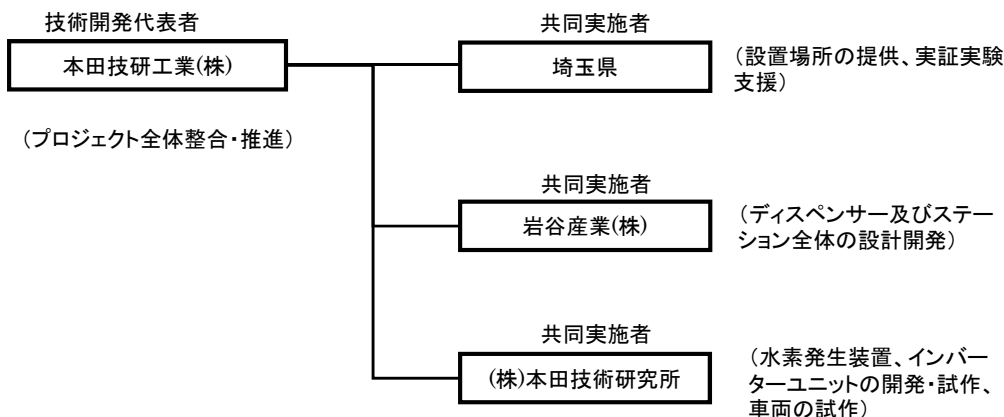 技術開発代表者
本田技研工業(株)
（プロジェクト全体整合・推進）
共同実施者
埼玉県
（設置場所の提供、実証実験
支援）
共同実施者
岩谷産業(株)
（ディスペンサー及びステー
ション全体の設計開発）
共同実施者
(株)本田技術研究所
（水素発生装置、インバー
ターユニットの開発・試作、
車両の試作）